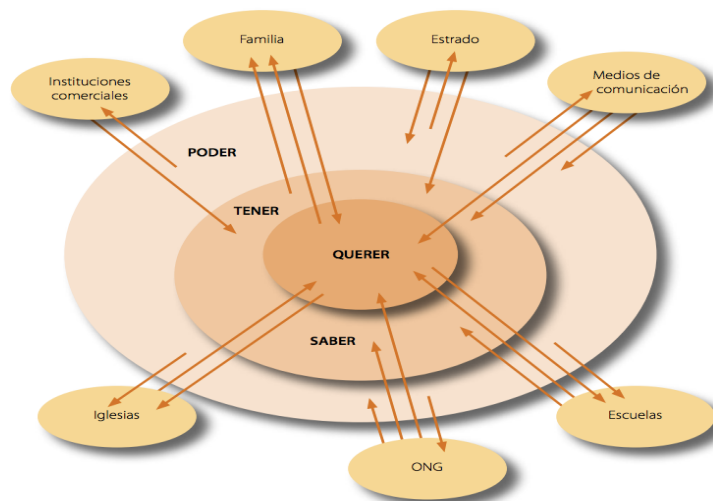 Familia
Estrado
Instituciones
comerciales
Medios de
comunicación
PODER
TENER
QUERER
SABER
Iglesias
Escuelas
ONG